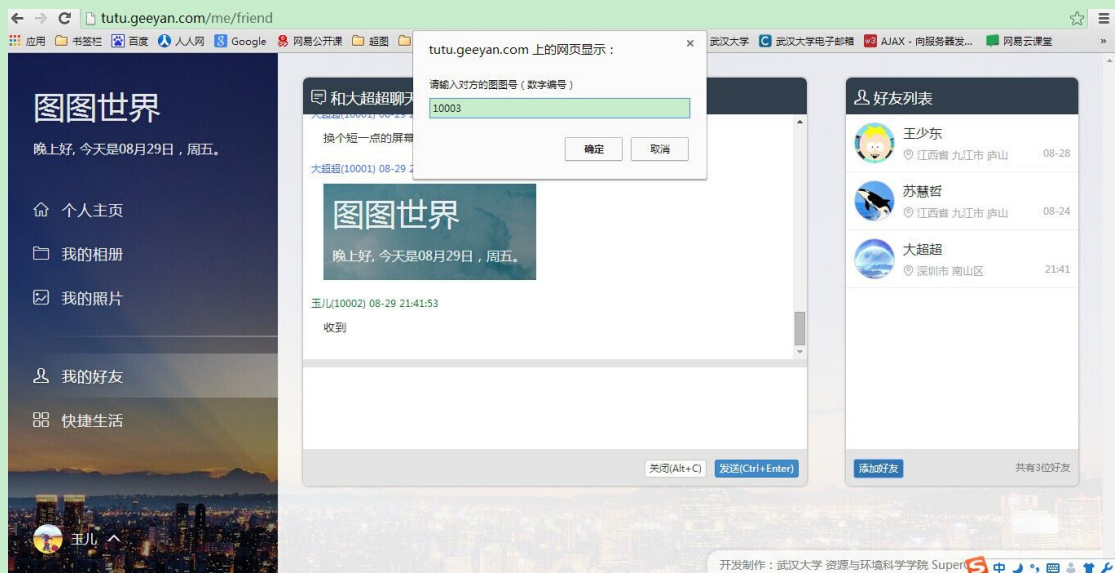 tutu.geeyan.com/me/friend
应用 书签栏 百度 人人网 Google 网易公开课 超图 武汉大学 武汉大学电子邮箱 AJAX - 向服务器发... 网易云课堂 »
tutu.geeyan.com 上的网页显示：
请输入对方的图图号（数字编号）
10003
确定 取消
图图世界
晚上好, 今天是08月29日，周五。
个人主页
我的相册
我的照片
我的好友
快捷生活
玉儿
和大超超聊天
换个短一点的屏幕
大超超(10001) 08-29 2
图图世界
晚上好, 今天是08月29日，周五。
玉儿(10002) 08-29 21:41:53
收到
关闭(Alt+C) 发送(Ctrl+Enter)
好友列表
王少东
江西省 九江市 庐山 08-28
苏慧哲
江西省 九江市 庐山 08-24
大超超
深圳市 南山区 21:41
添加好友 共有3位好友
开发制作：武汉大学 资源与环境科学学院 Super
中